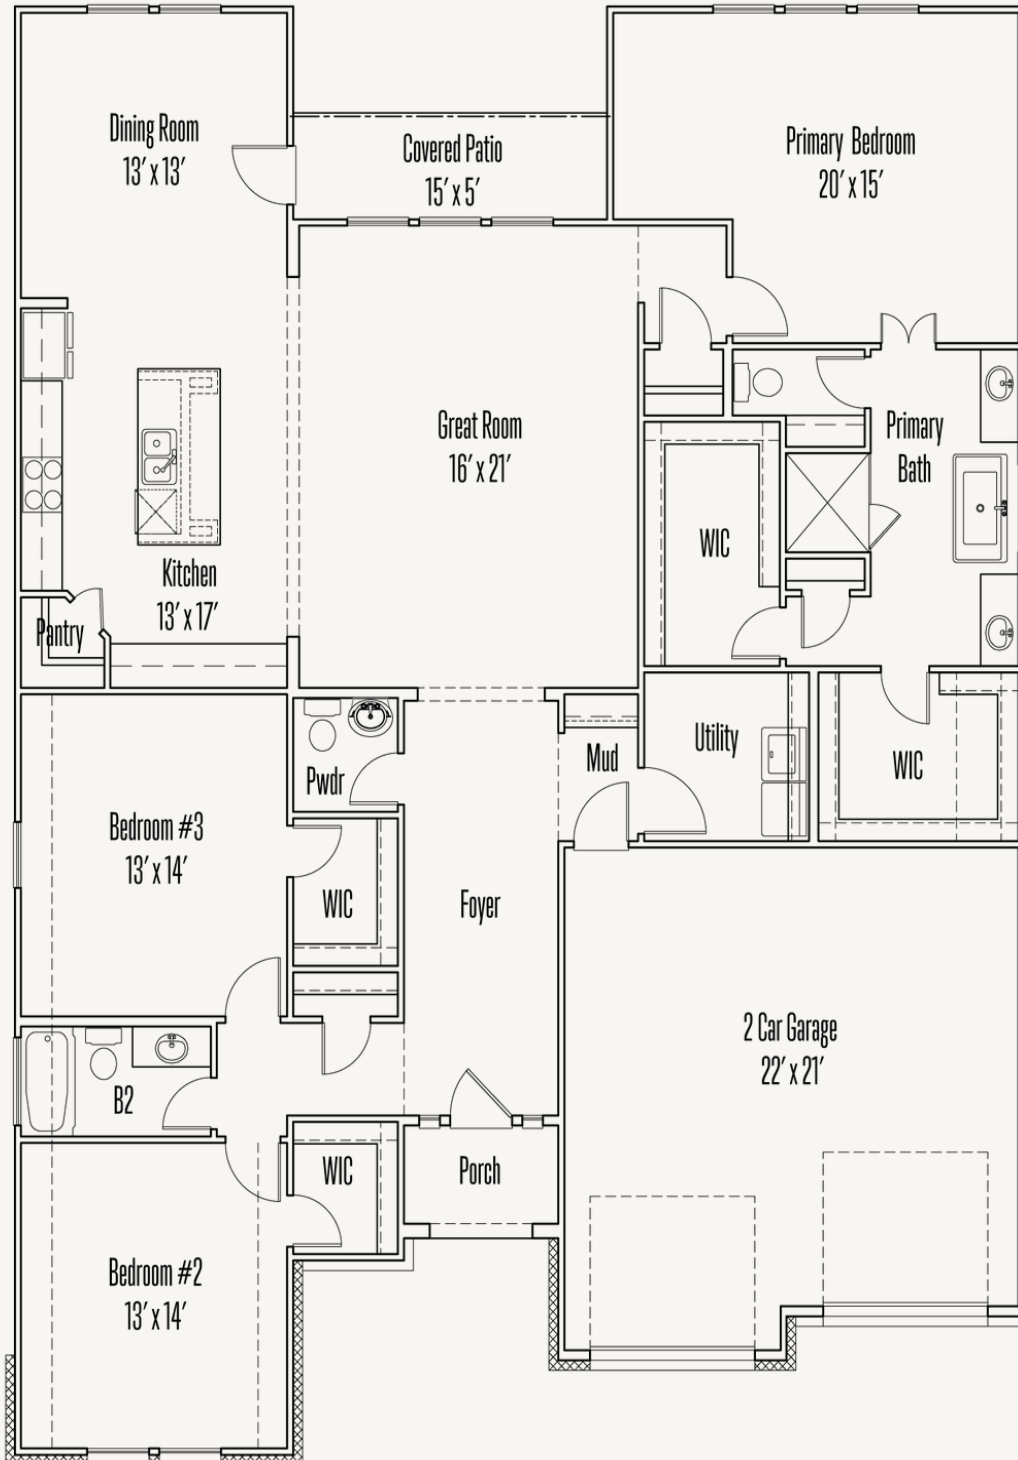 Dining Room
13' x 13'
Covered Patio
15' x 5'
Primary Bedroom
20' x 15'
Great Room
16' x 21'
Primary
Bath
WIC
Kitchen
13' x 17'
Pantry
Pwdr
Mud
Utility
WIC
Bedroom #3
13' x 14'
WIC
Foyer
2 Car Garage
22' x 21'
B2
WIC
Porch
Bedroom #2
13' x 14'